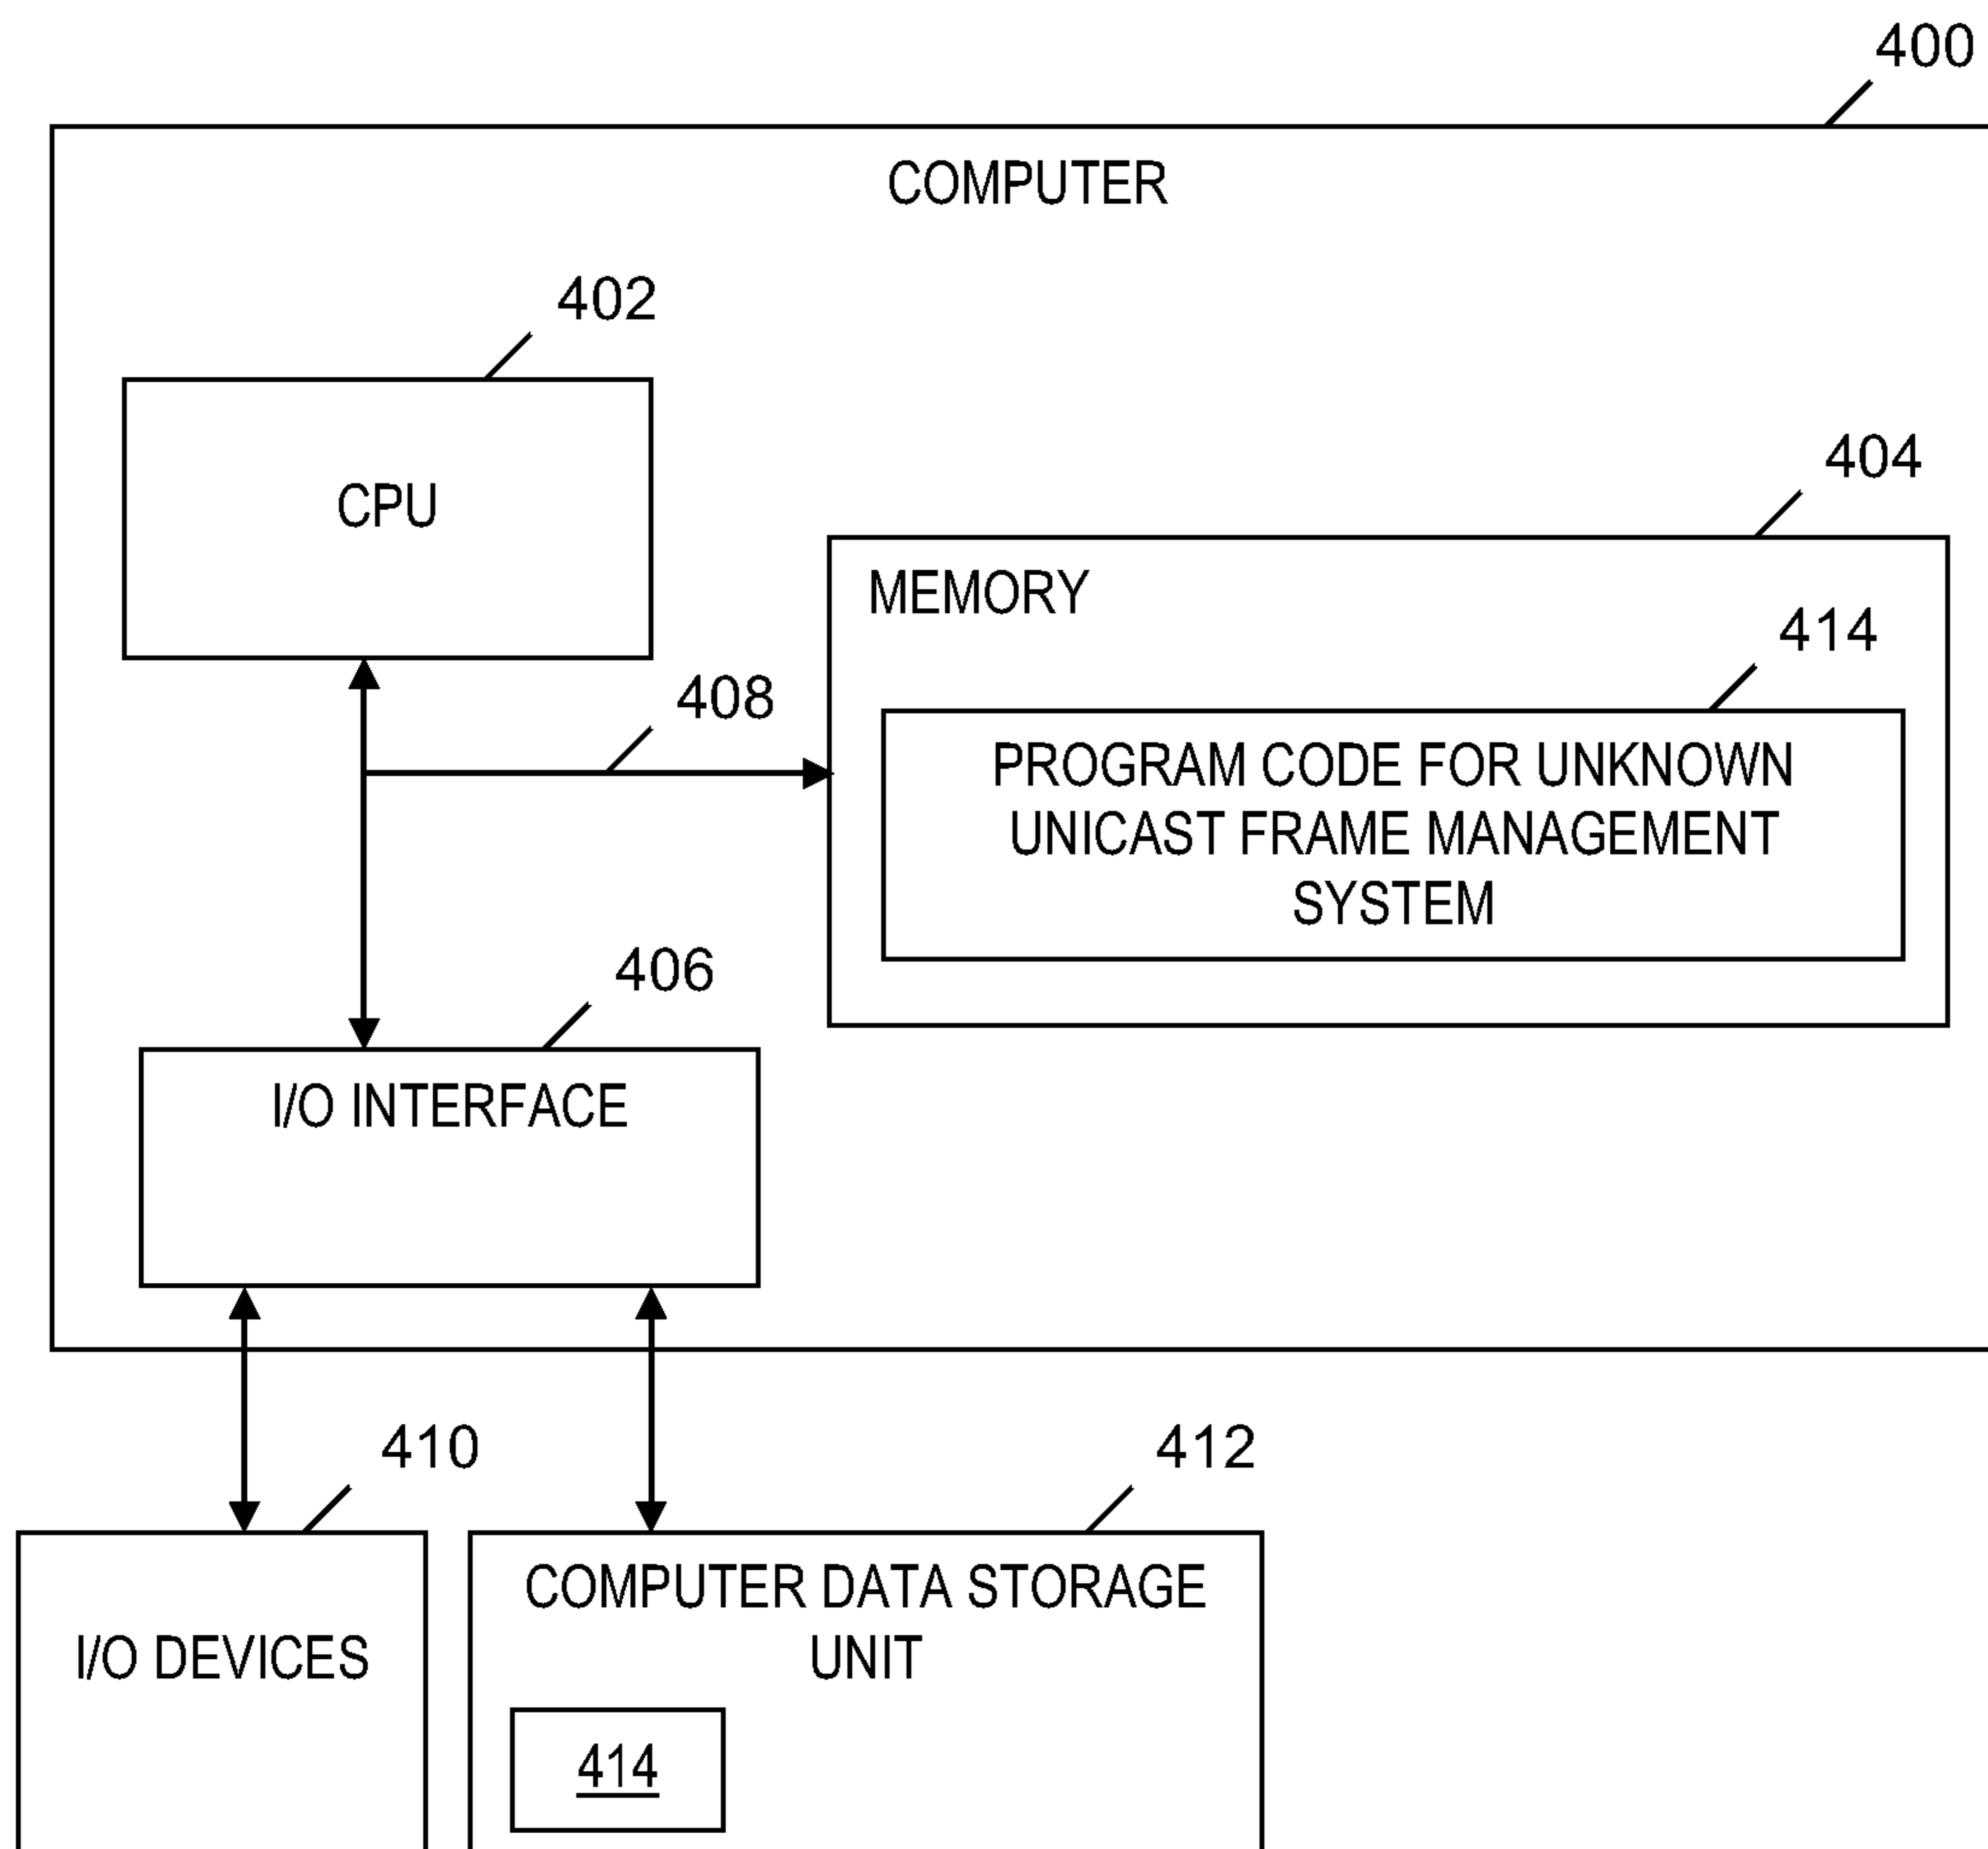 400
COMPUTER
402
CPU
404
MEMORY
414
408
PROGRAM CODE FOR UNKNOWN
UNICAST FRAME MANAGEMENT
SYSTEM
406
I/O INTERFACE
410
412
I/O DEVICES
COMPUTER DATA STORAGE
UNIT
414